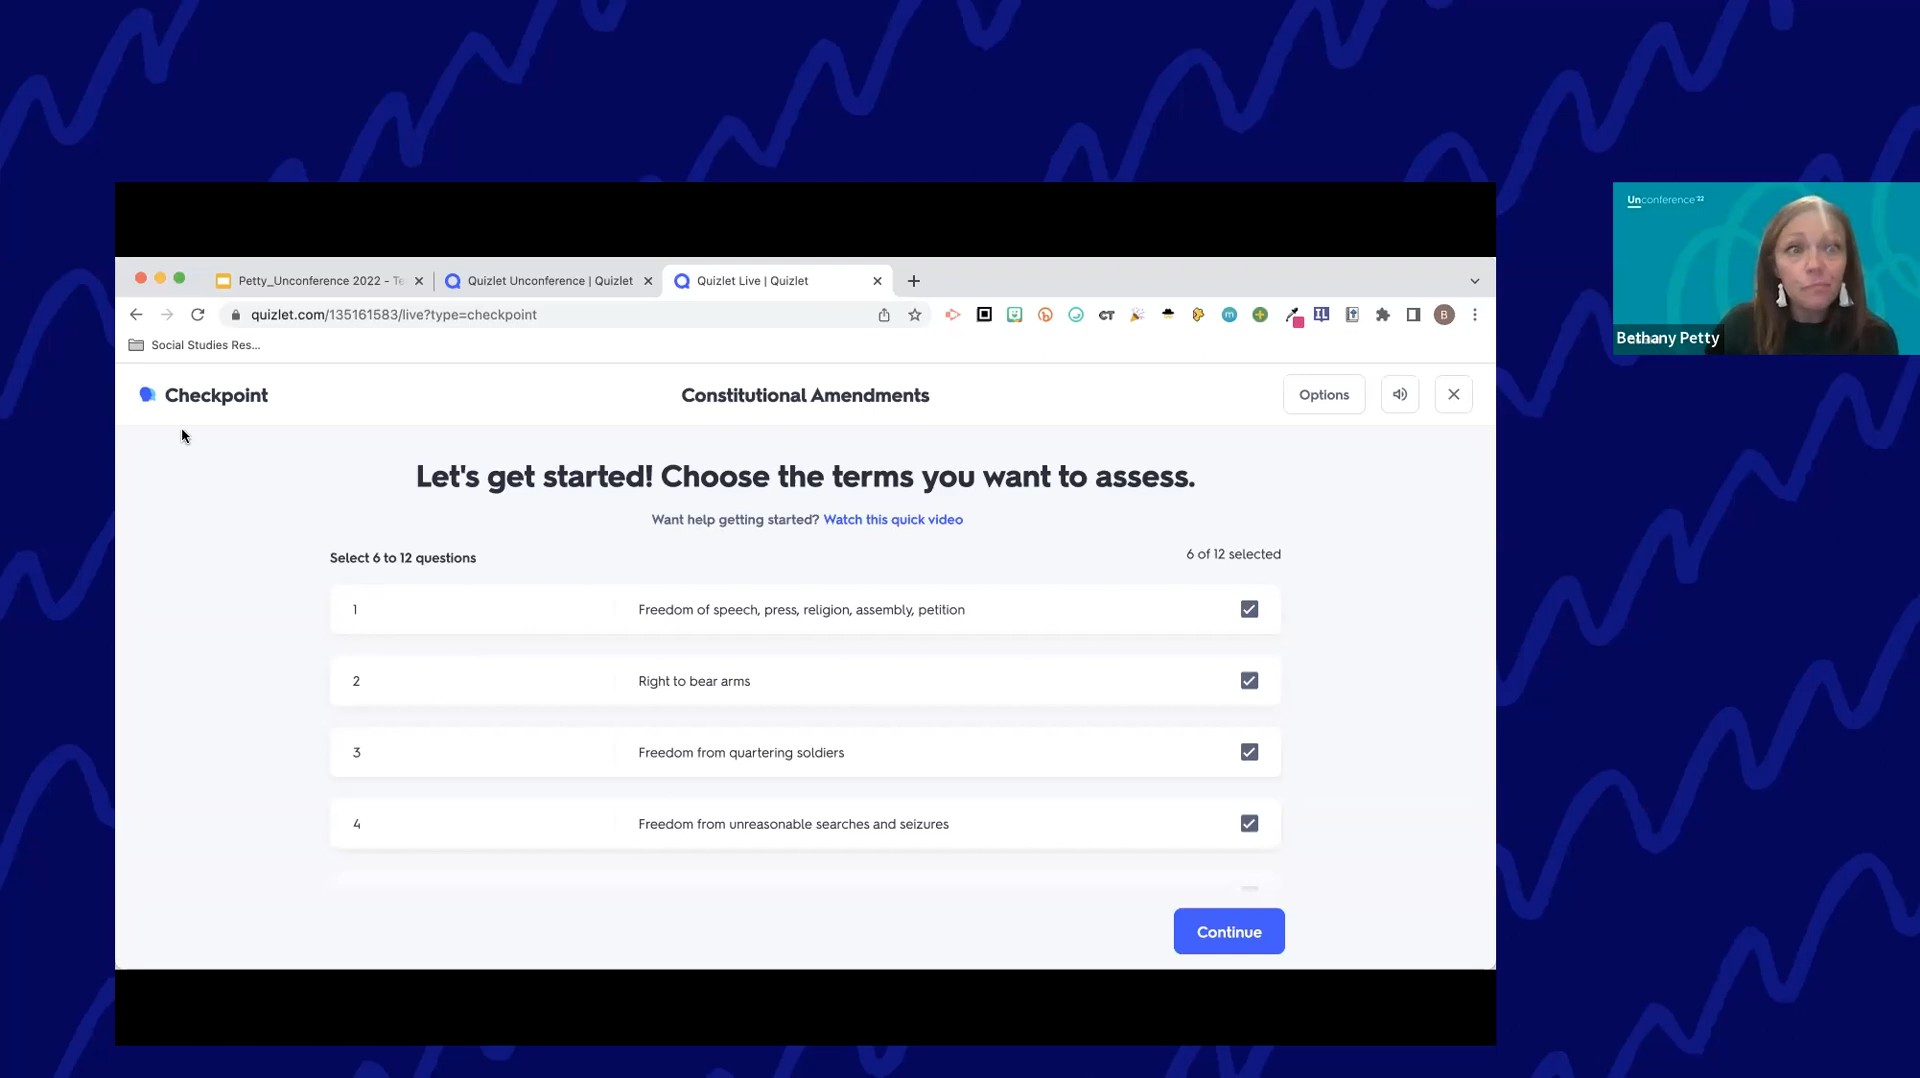 Unconference '22
Bethany Petty
Petty_Unconference 2022 - Te
Quizlet Unconference | Quizlet
Quizlet Live | Quizlet
quizlet.com/135161583/live?type=checkpoint
CT
m
IL
B
Social Studies Res...
Checkpoint
Constitutional Amendments
Options
Let's get started! Choose the terms you want to assess.
Want help getting started? Watch this quick video
Select 6 to 12 questions
6 of 12 selected
1
Freedom of speech, press, religion, assembly, petition
2
Right to bear arms
3
Freedom from quartering soldiers
4
Freedom from unreasonable searches and seizures
Continue